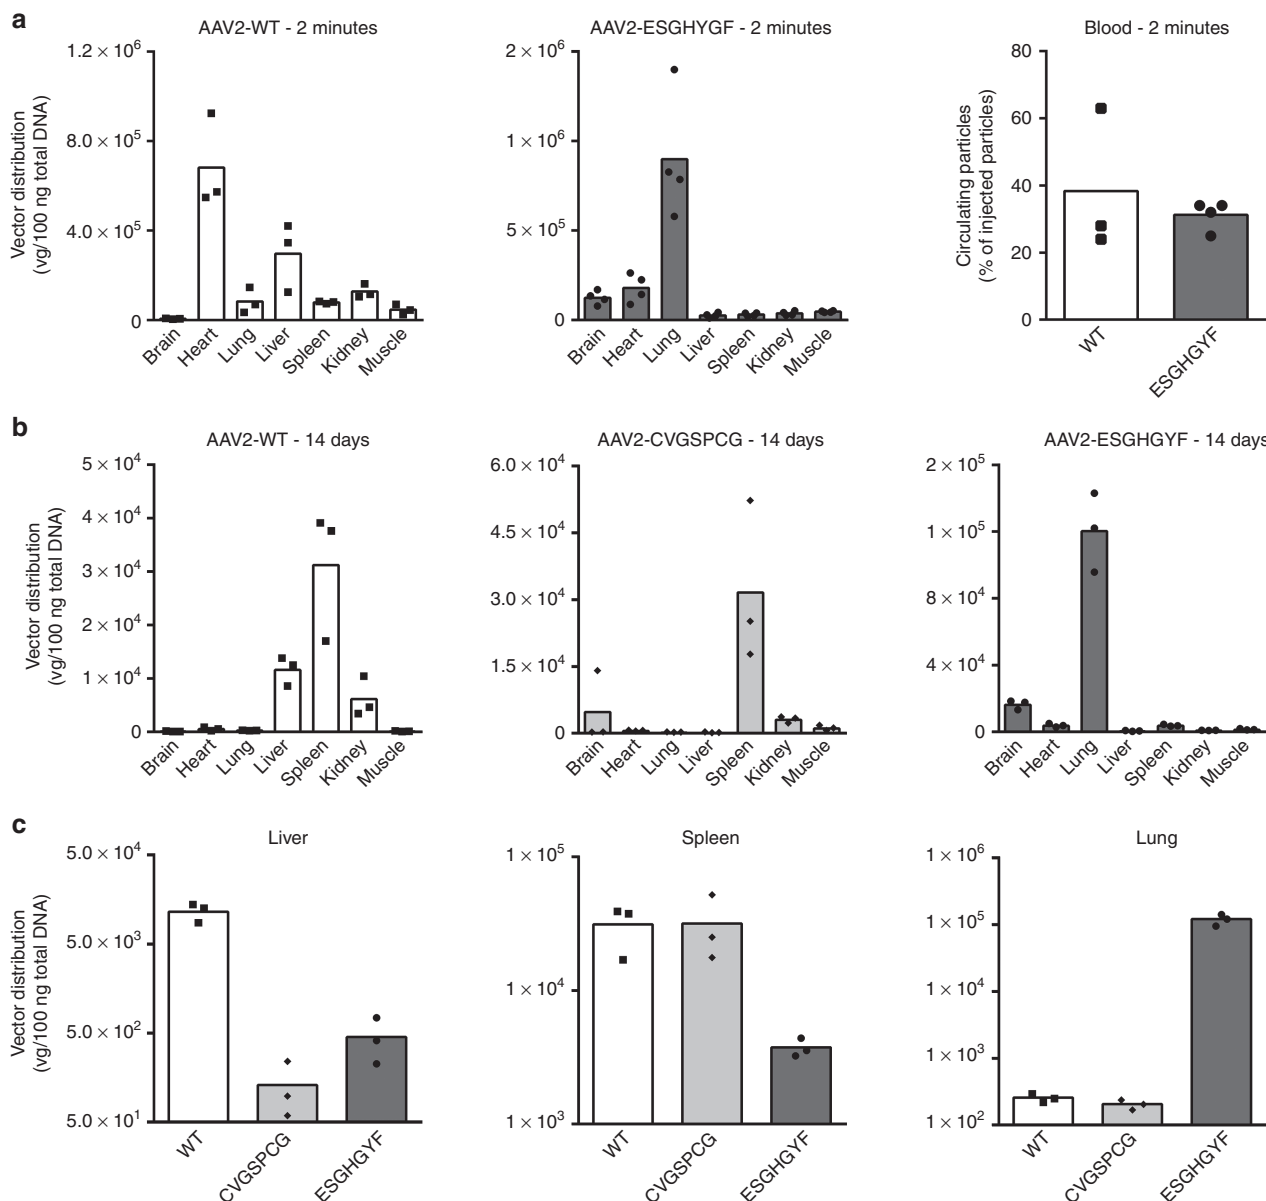 a
AAV2-WT - 2 minutes
Vector distribution
(vg/100 ng total DNA)
1.2 × 10⁶
8.0 × 10⁵
4.0 × 10⁵
0
Brain
Heart
Lung
Liver
Spleen
Kidney
Muscle
AAV2-ESGHYGF - 2 minutes
2 × 10⁶
1 × 10⁶
5 × 10⁵
0
Brain
Heart
Lung
Liver
Spleen
Kidney
Muscle
Blood - 2 minutes
Circulating particles
(% of injected particles)
80
60
40
20
0
WT
ESGHGYF
b
AAV2-WT - 14 days
Vector distribution
(vg/100 ng total DNA)
5 × 10⁴
4 × 10⁴
3 × 10⁴
2 × 10⁴
1 × 10⁴
0
Brain
Heart
Lung
Liver
Spleen
Kidney
Muscle
AAV2-CVGSPCG - 14 days
6.0 × 10⁴
4.5 × 10⁴
3.0 × 10⁴
1.5 × 10⁴
0
Brain
Heart
Lung
Liver
Spleen
Kidney
Muscle
AAV2-ESGHGYF - 14 days
2 × 10⁵
1 × 10⁵
8 × 10⁴
4 × 10⁴
0
Brain
Heart
Lung
Liver
Spleen
Kidney
Muscle
c
Liver
Vector distribution
(vg/100 ng total DNA)
5.0 × 10⁴
5.0 × 10³
5.0 × 10²
5.0 × 10¹
WT
CVGSPCG
ESGHGYF
Spleen
1 × 10⁵
1 × 10⁴
1 × 10³
WT
CVGSPCG
ESGHGYF
Lung
1 × 10⁶
1 × 10⁵
1 × 10⁴
1 × 10³
1 × 10²
WT
CVGSPCG
ESGHGYF